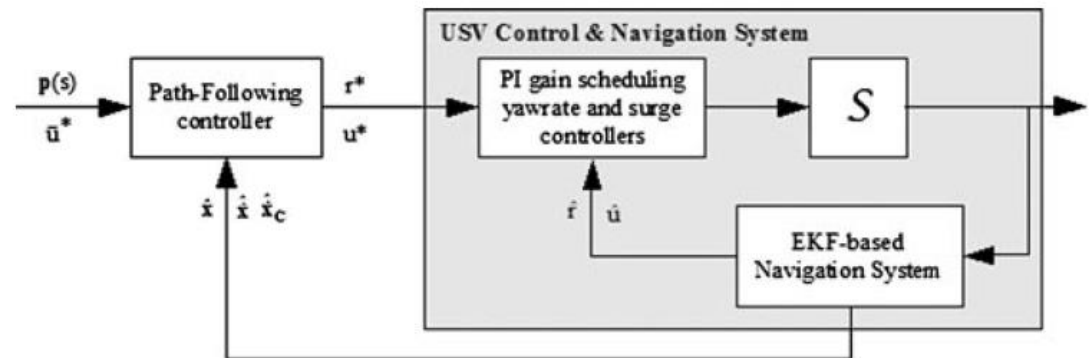 USV Control & Navigation System
p(s)
ū*
Path-Following
controller
r*
u*
PI gain scheduling
yawrate and surge
controllers
S
x̂ ẋ̂ ẋ̂c
r̂ û
EKF-based
Navigation System